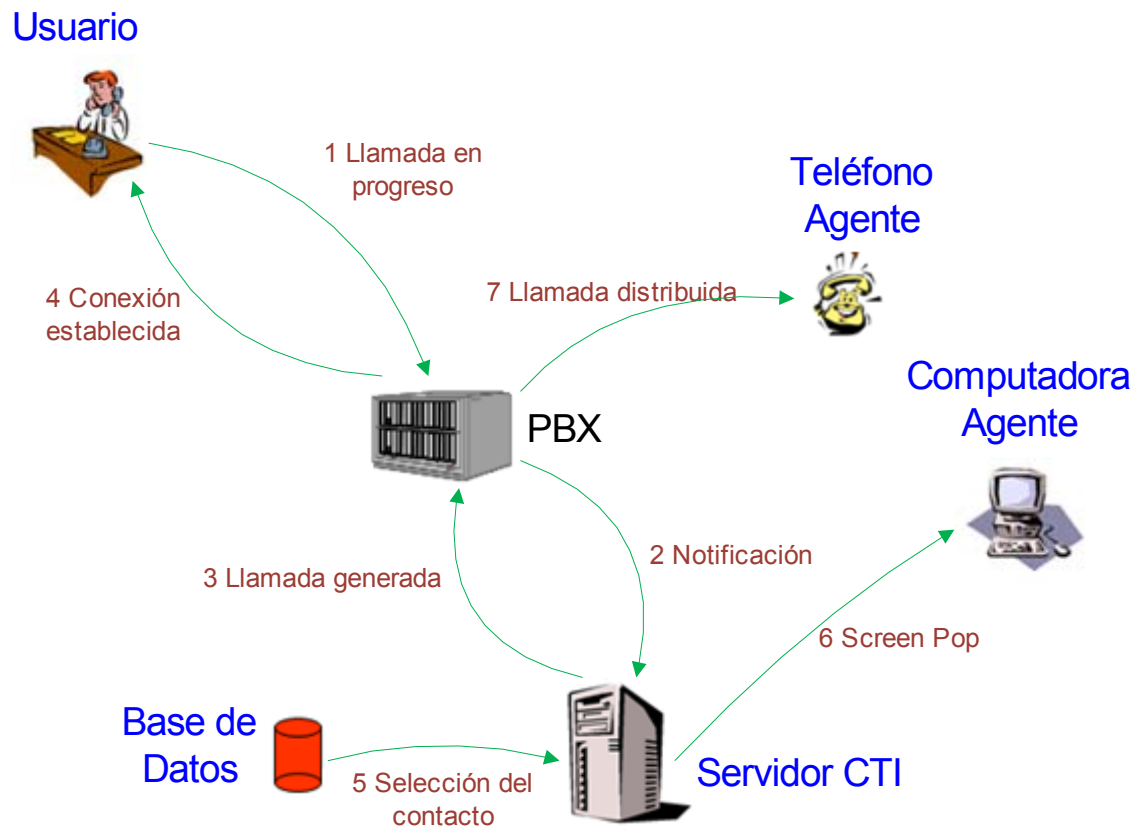 Usuario
1 Llamada en
progreso
Teléfono
Agente
4 Conexión
establecida
7 Llamada distribuida
Computadora
Agente
PBX
3 Llamada generada
2 Notificación
6 Screen Pop
Base de
Datos
5 Selección del
contacto
Servidor CTI